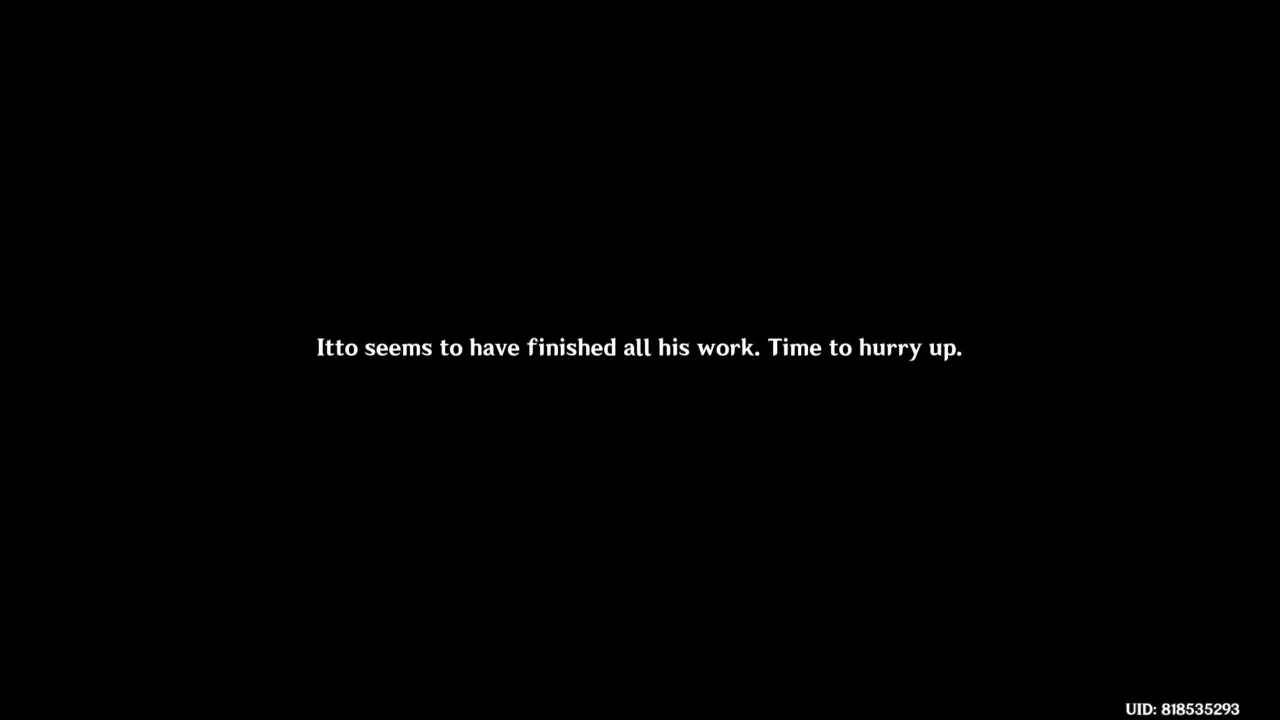 Itto seems to have finished all his work. Time to hurry up.
UID: 818535293